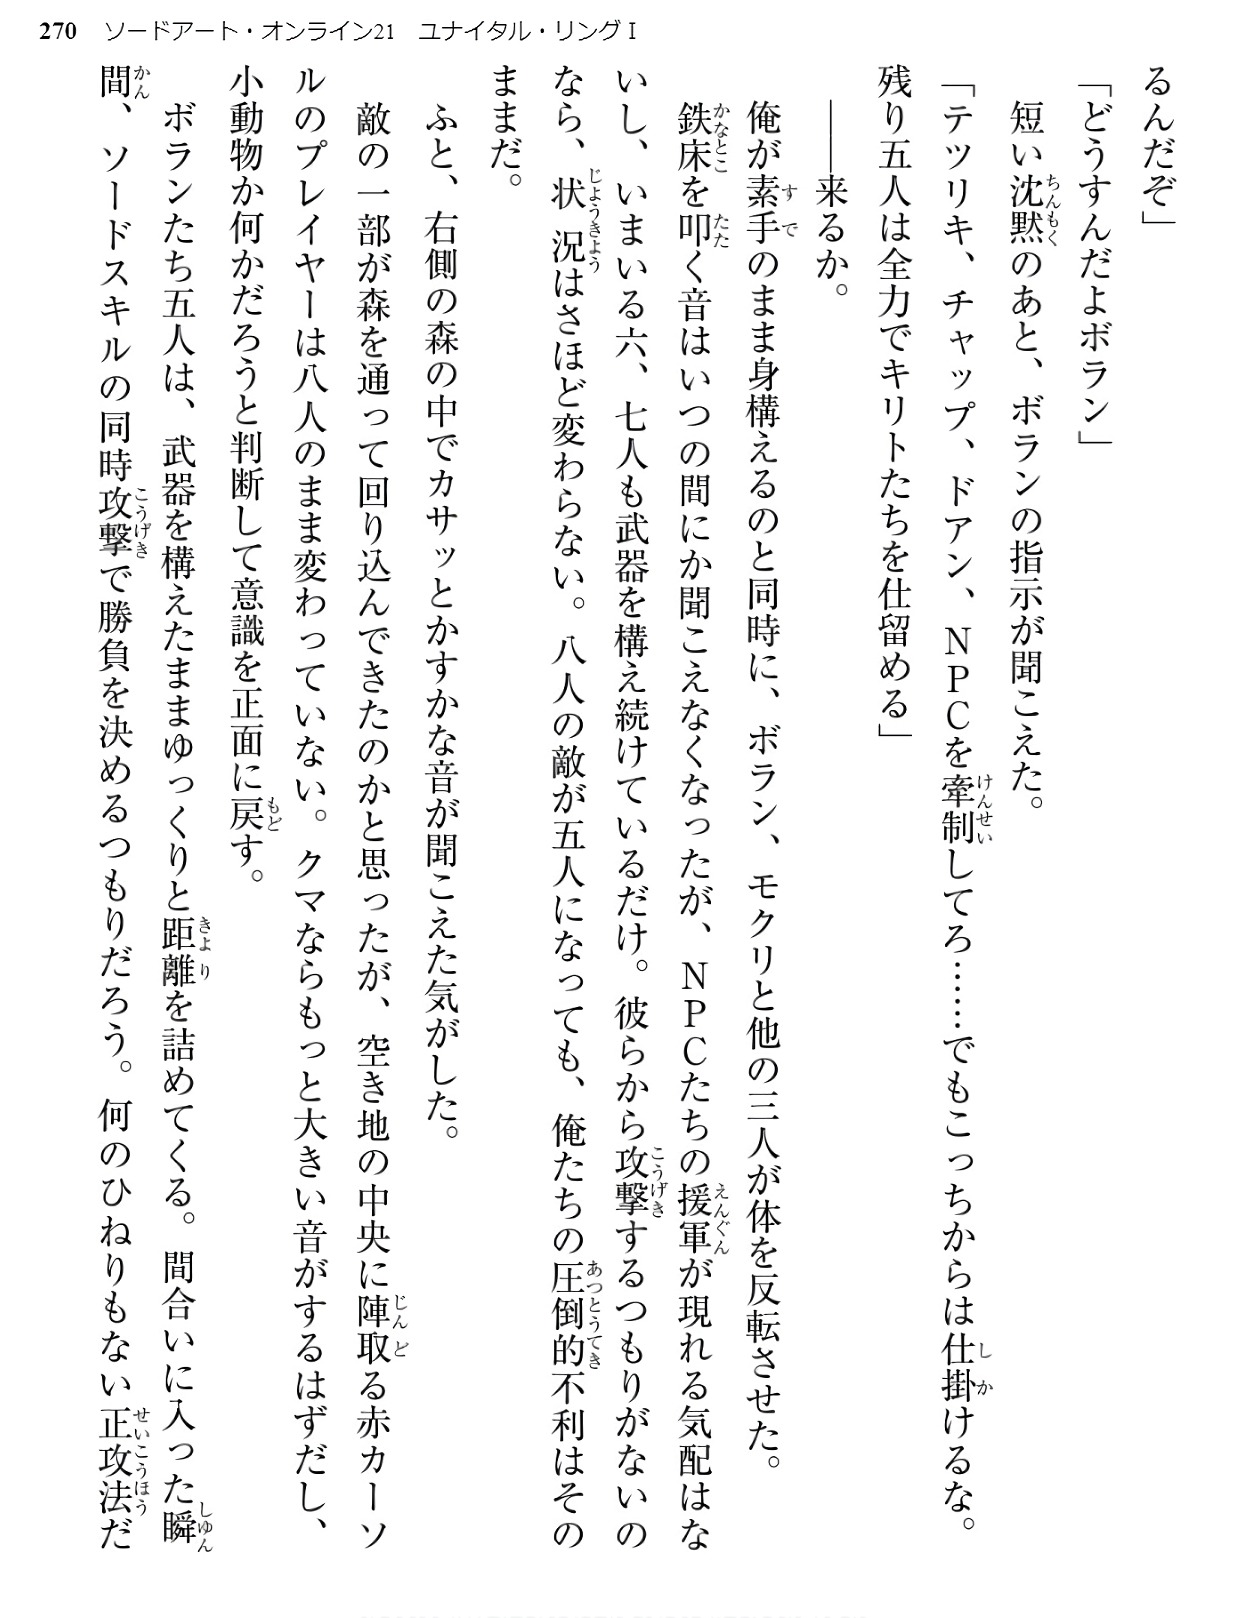 270 ソードアート・オンライン21 ユナイタル・リングⅠ
るんだぞ」
「どうすんだよボラン」
　短い沈黙のあと、ボランの指示が聞こえた。
「テツリキ、チャップ、ドアン、ＮＰＣを牽制してろ……でもこっちからは仕掛けるな。
残り五人は全力でキリトたちを仕留める」
　――来るか。
　俺が素手のまま身構えるのと同時に、ボラン、モクリと他の三人が体を反転させた。
　鉄床を叩く音はいつの間にか聞こえなくなったが、ＮＰＣたちの援軍が現れる気配はな
いし、いまいる六、七人も武器を構え続けているだけ。彼らから攻撃するつもりがないの
なら、状況はさほど変わらない。八人の敵が五人になっても、俺たちの圧倒的不利はその
ままだ。
　ふと、右側の森の中でカサッとかすかな音が聞こえた気がした。
　敵の一部が森を通って回り込んできたのかと思ったが、空き地の中央に陣取る赤カーソ
ルのプレイヤーは八人のまま変わっていない。クマならもっと大きい音がするはずだし、
小動物か何かだろうと判断して意識を正面に戻す。
　ボランたち五人は、武器を構えたままゆっくりと距離を詰めてくる。間合いに入った瞬
間、ソードスキルの同時攻撃で勝負を決めるつもりだろう。何のひねりもない正攻法だ